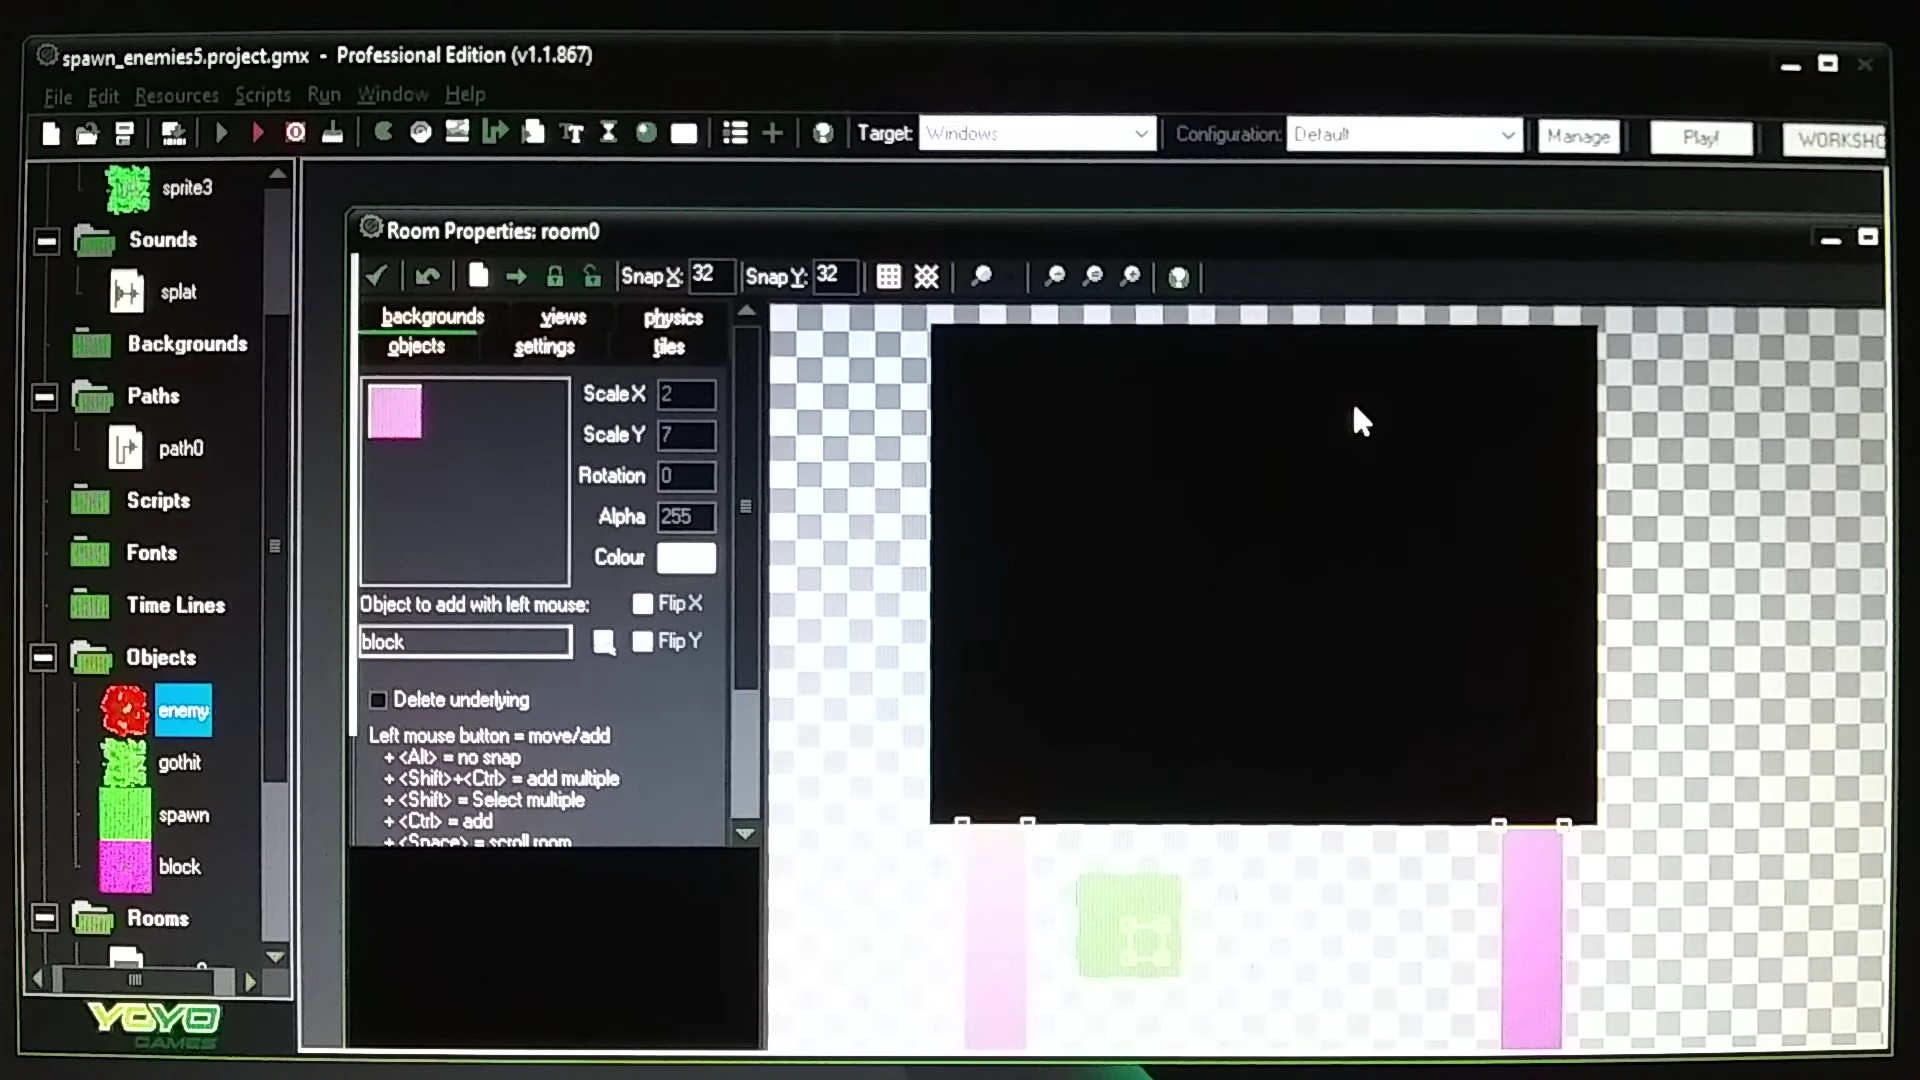 spawn_enemies5.project.gmx - Professional Edition (v1.1.867)
File Edit Resources Scripts Run Window Help
Target: Windows Configuration: Default Manage Play! WORKSHO
sprite3
Sounds
splat
Backgrounds
Paths
path0
Scripts
Fonts
Time Lines
Objects
enemy
gothit
spawn
block
Rooms
YOYO
GAMES
Room Properties: room0
Snap X: 32 Snap Y: 32
backgrounds views physics
objects settings tiles
Scale X 2
Scale Y 7
Rotation 0
Alpha 255
Colour
Object to add with left mouse: Flip X
block Flip Y
Delete underlying
Left mouse button = move/add
+ <Alt> = no snap
+ <Shift>+<Ctrl> = add multiple
+ <Shift> = Select multiple
+ <Ctrl> = add
+ <Space> = scroll room